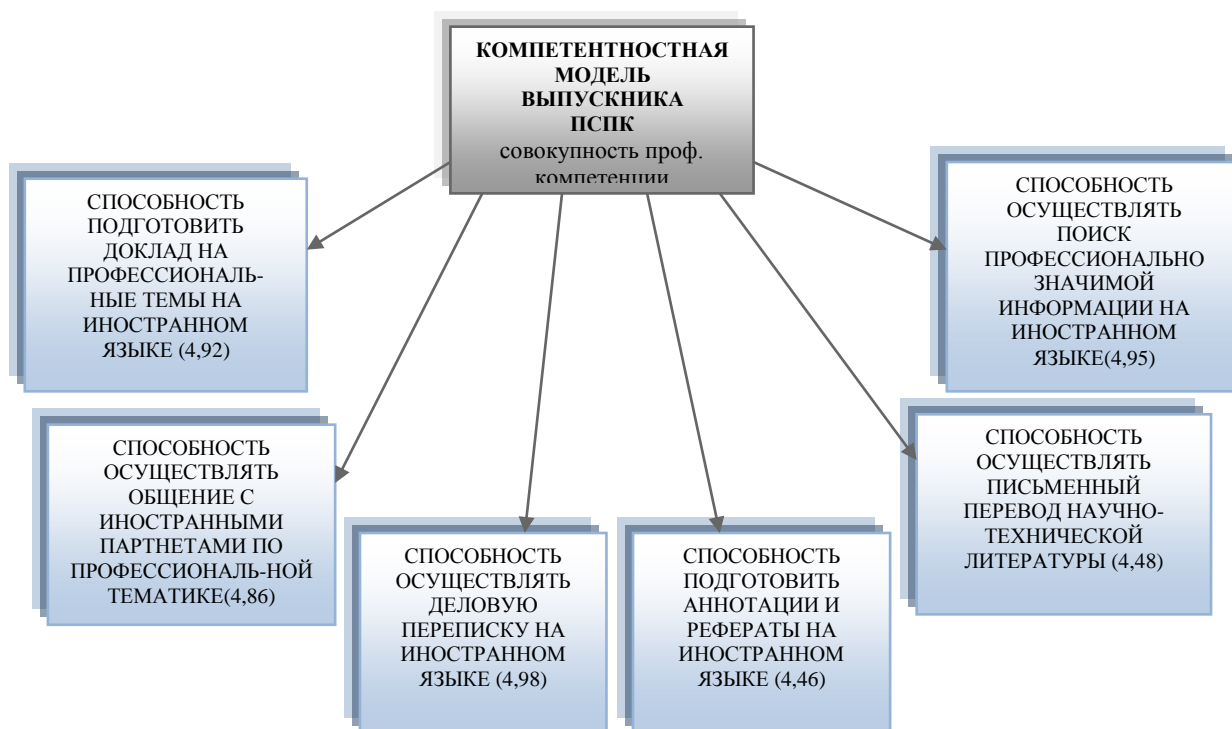 КОМПЕТЕНТНОСТНАЯ
МОДЕЛЬ
ВЫПУСКНИКА
ПСПК
совокупность проф.
компетенции
СПОСОБНОСТЬ
ПОДГОТОВИТЬ
ДОКЛАД НА
ПРОФЕССИОНАЛЬ-
НЫЕ ТЕМЫ НА
ИНОСТРАННОМ
ЯЗЫКЕ (4,92)
СПОСОБНОСТЬ
ОСУЩЕСТВЛЯТЬ
ПОИСК
ПРОФЕССИОНАЛЬНО
ЗНАЧИМОЙ
ИНФОРМАЦИИ НА
ИНОСТРАННОМ
ЯЗЫКЕ(4,95)
СПОСОБНОСТЬ
ОСУЩЕСТВЛЯТЬ
ОБЩЕНИЕ С
ИНОСТРАННЫМИ
ПАРТНЕТАМИ ПО
ПРОФЕССИОНАЛЬ-НОЙ
ТЕМАТИКЕ(4,86)
СПОСОБНОСТЬ
ОСУЩЕСТВЛЯТЬ
ДЕЛОВУЮ
ПЕРЕПИСКУ НА
ИНОСТРАННОМ
ЯЗЫКЕ (4,98)
СПОСОБНОСТЬ
ПОДГОТОВИТЬ
АННОТАЦИИ И
РЕФЕРАТЫ НА
ИНОСТРАННОМ
ЯЗЫКЕ (4,46)
СПОСОБНОСТЬ
ОСУЩЕСТВЛЯТЬ
ПИСЬМЕННЫЙ
ПЕРЕВОД НАУЧНО-
ТЕХНИЧЕСКОЙ
ЛИТЕРАТУРЫ (4,48)